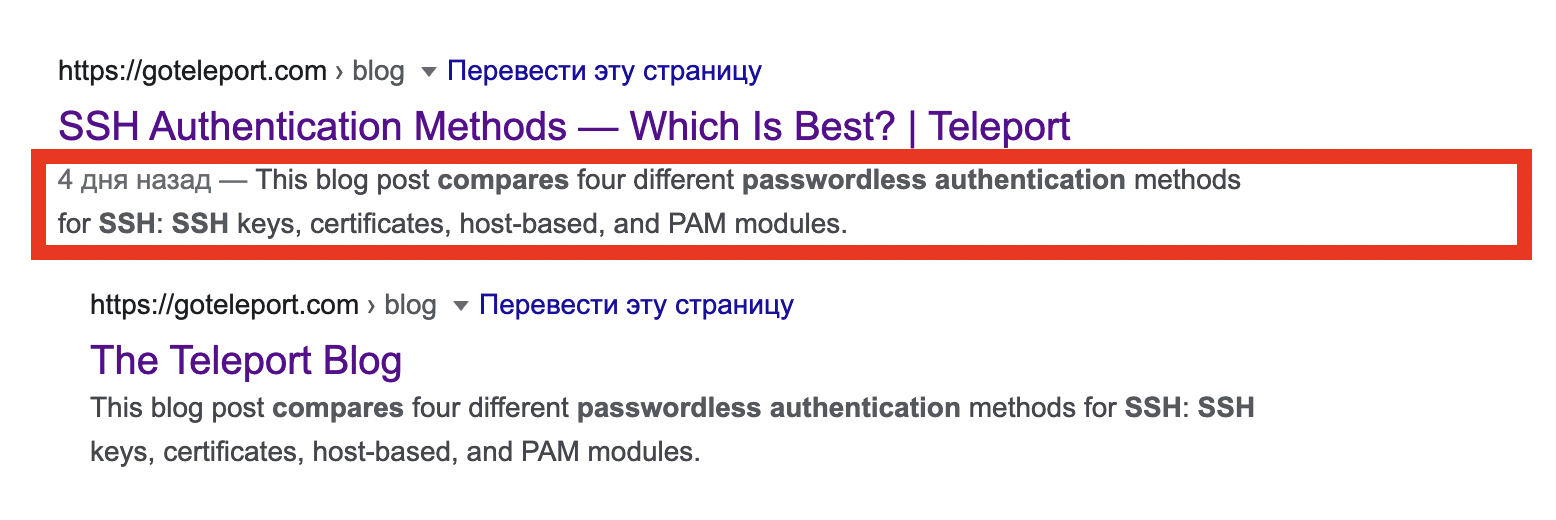 https://goteleport.com › blog Перевести эту страницу
SSH Authentication Methods — Which Is Best? | Teleport
4 дня назад — This blog post compares four different passwordless authentication methods
for SSH: SSH keys, certificates, host-based, and PAM modules.
https://goteleport.com › blog Перевести эту страницу
The Teleport Blog
This blog post compares four different passwordless authentication methods for SSH: SSH
keys, certificates, host-based, and PAM modules.